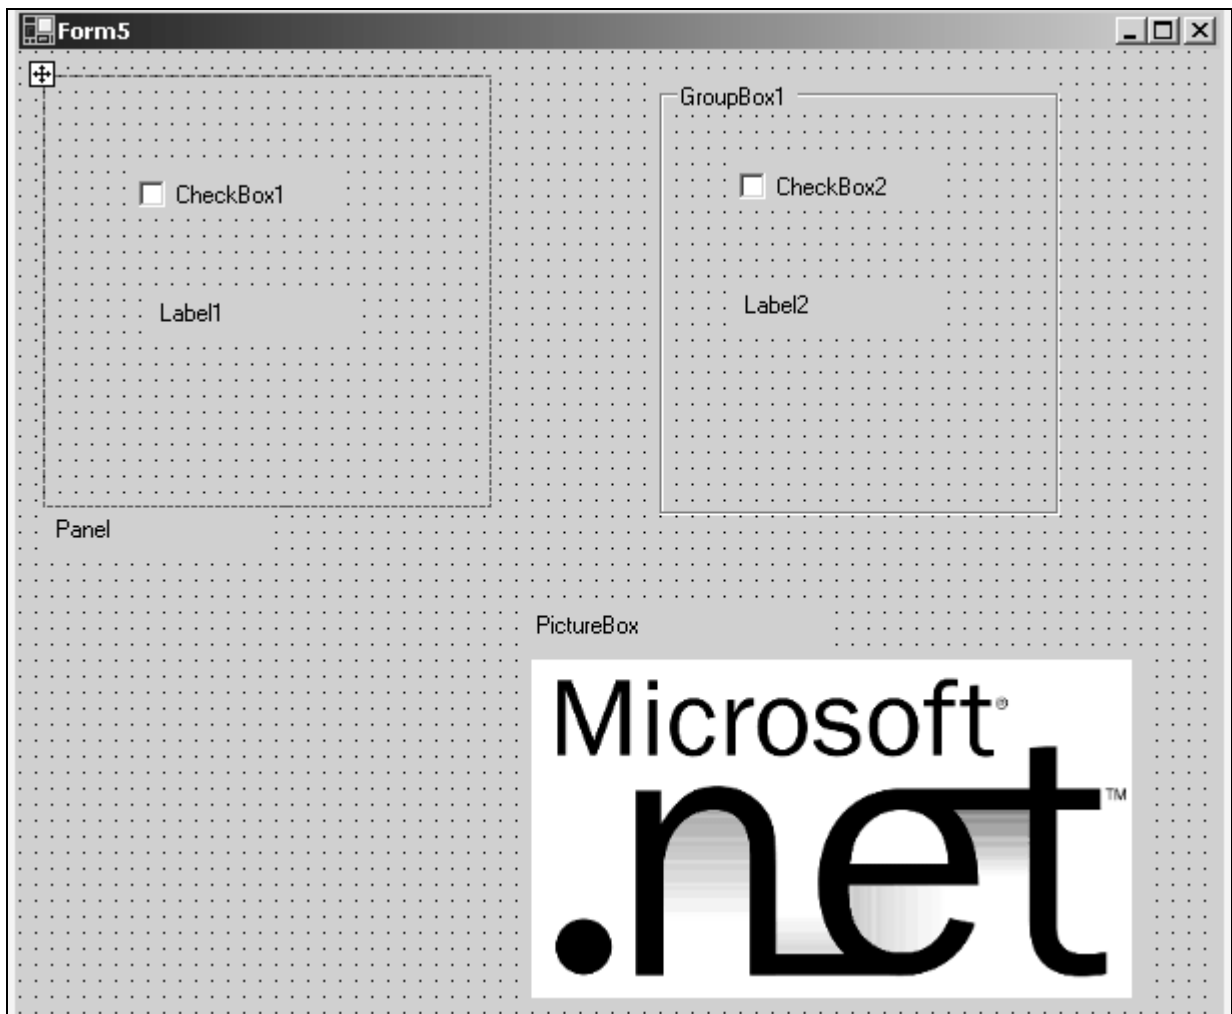 Form5
GroupBox1
CheckBox1
CheckBox2
Label1
Label2
Panel
PictureBox
Microsoft®
.net™